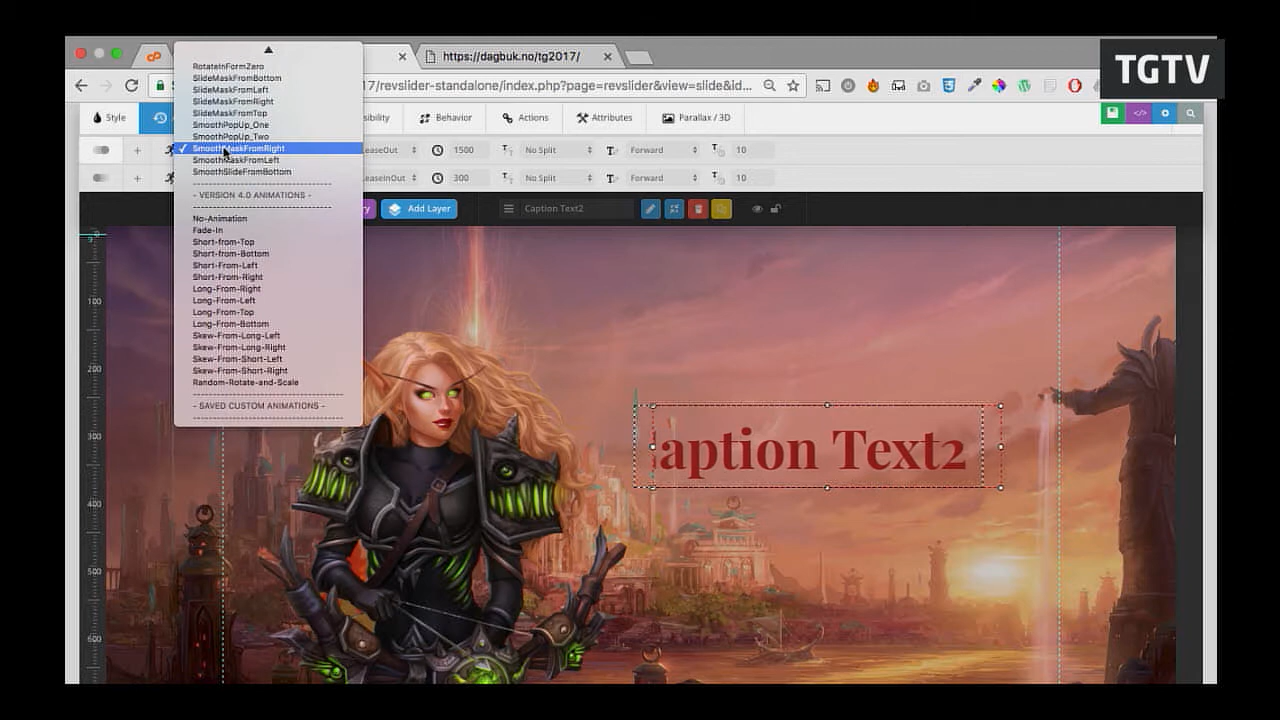 https://dagbuk.no/tg2017/
TGTV
17/revslider-standalone/index.php?page=revslider&view=slide&id...
Style
Behavior
Actions
Attributes
Parallax / 3D
easeOut
1500
No Split
Forward
10
easeInOut
300
No Split
Forward
10
Add Layer
Caption Text2
RotateInFormZero
SlideMaskFromBottom
SlideMaskFromLeft
SlideMaskFromRight
SlideMaskFromTop
SmoothPopUp_One
SmoothPopUp_Two
SmoothMaskFromRight
SmoothMaskFromLeft
SmoothSlideFromBottom
- VERSION 4.0 ANIMATIONS -
No-Animation
Fade-In
Short-from-Top
Short-from-Bottom
Short-From-Left
Short-From-Right
Long-From-Right
Long-From-Left
Long-From-Top
Long-From-Bottom
Skew-From-Long-Left
Skew-From-Long-Right
Skew-From-Short-Left
Skew-From-Short-Right
Random-Rotate-and-Scale
- SAVED CUSTOM ANIMATIONS -
100
200
300
400
500
600
aption Text2